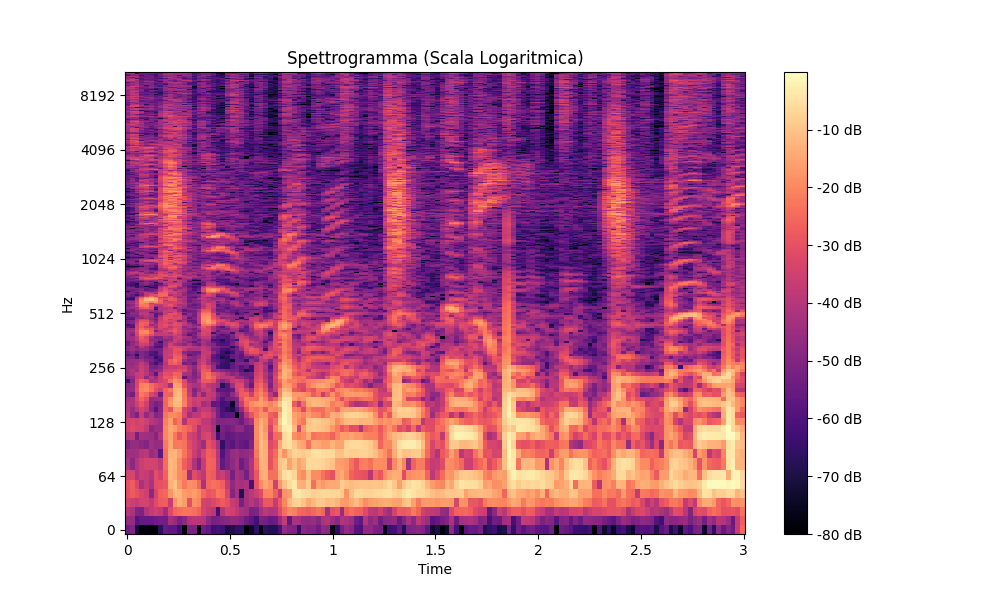 Spettrogramma (Scala Logaritmica)
Hz
8192
4096
2048
1024
512
256
128
64
0
0 0.5 1 1.5 2 2.5 3
Time
-10 dB
-20 dB
-30 dB
-40 dB
-50 dB
-60 dB
-70 dB
-80 dB